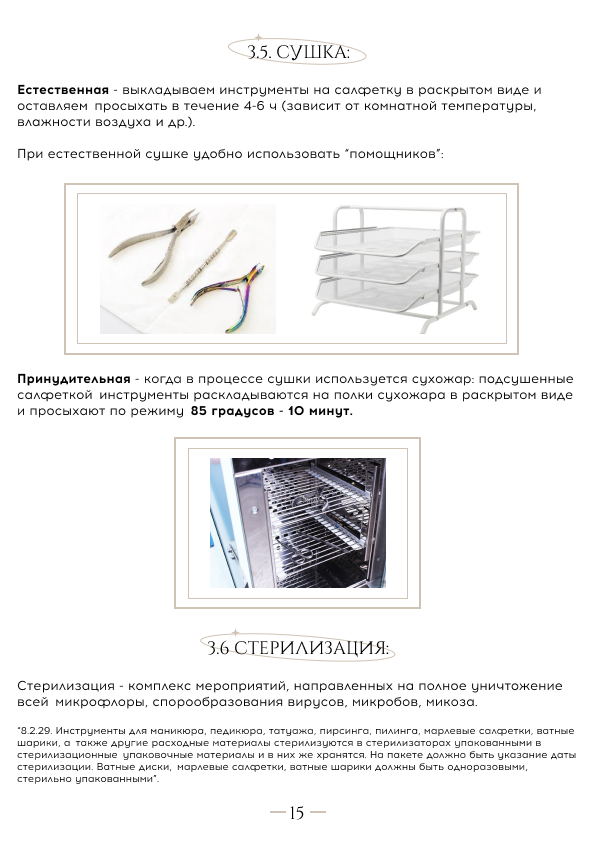 3.5. СУШКА:
Естественная - выкладываем инструменты на салфетку в раскрытом виде и
оставляем просыхать в течение 4-6 ч (зависит от комнатной температуры,
влажности воздуха и др.).
При естественной сушке удобно использовать "помощников":
Принудительная - когда в процессе сушки используется сухожар: подсушенные
салфеткой инструменты раскладываются на полки сухожара в раскрытом виде
и просыхают по режиму 85 градусов - 10 минут.
3.6 СТЕРИЛИЗАЦИЯ:
Стерилизация - комплекс мероприятий, направленных на полное уничтожение
всей микрофлоры, спорообразования вирусов, микробов, микоза.
"8.2.29. Инструменты для маникюра, педикюра, татуажа, пирсинга, пилинга, марлевые салфетки, ватные
шарики, а также другие расходные материалы стерилизуются в стерилизаторах упакованными в
стерилизационные упаковочные материалы и в них же хранятся. На пакете должно быть указание даты
стерилизации. Ватные диски, марлевые салфетки, ватные шарики должны быть одноразовыми,
стерильно упакованными".
15